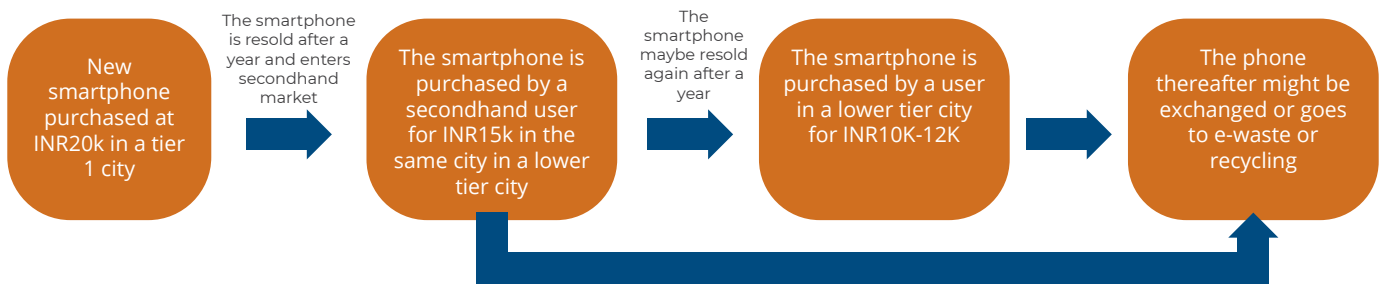 New
smartphone
purchased at
INR20k in a tier
1 city
The smartphone
is resold after a
year and enters
secondhand
market
The smartphone is
purchased by a
secondhand user
for INR15k in the
same city in a lower
tier city
The
smartphone
maybe resold
again after a
year
The smartphone is
purchased by a user
in a lower tier city
for INR10K-12K
The phone
thereafter might be
exchanged or goes
to e-waste or
recycling